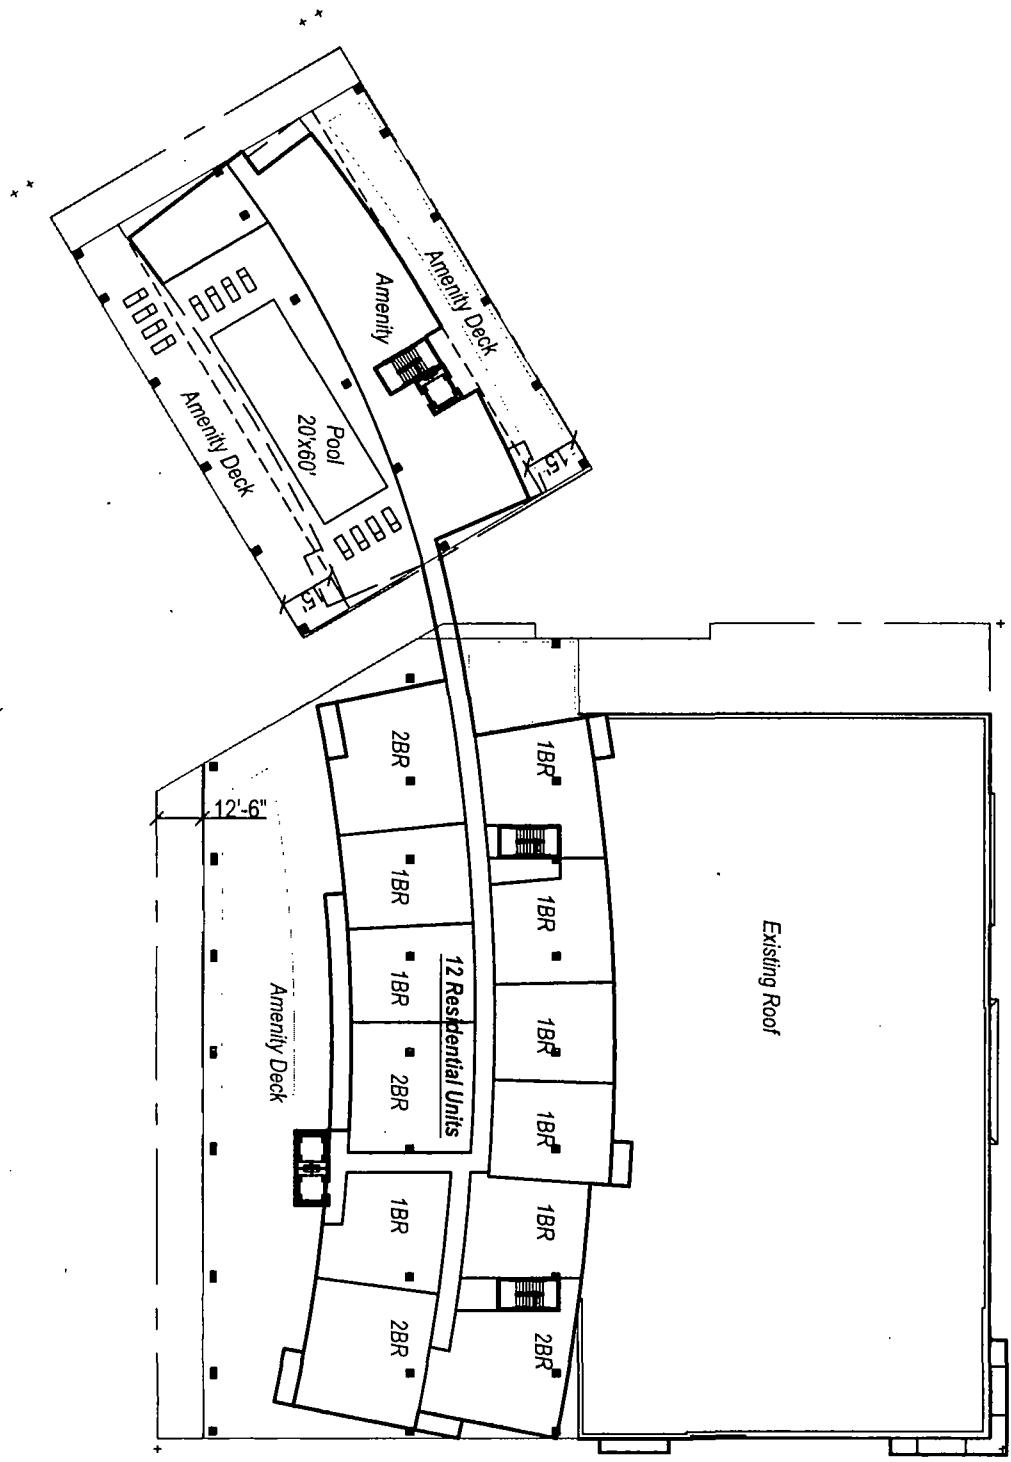 Amenity Deck
Amenity
Pool
20'x60'
Amenity Deck
15'
15'
12'-6"
2BR
1BR
1BR
1BR
1BR
12 Residential Units
1BR
Existing Roof
Amenity Deck
2BR
1BR
1BR
1BR
1BR
2BR
2BR